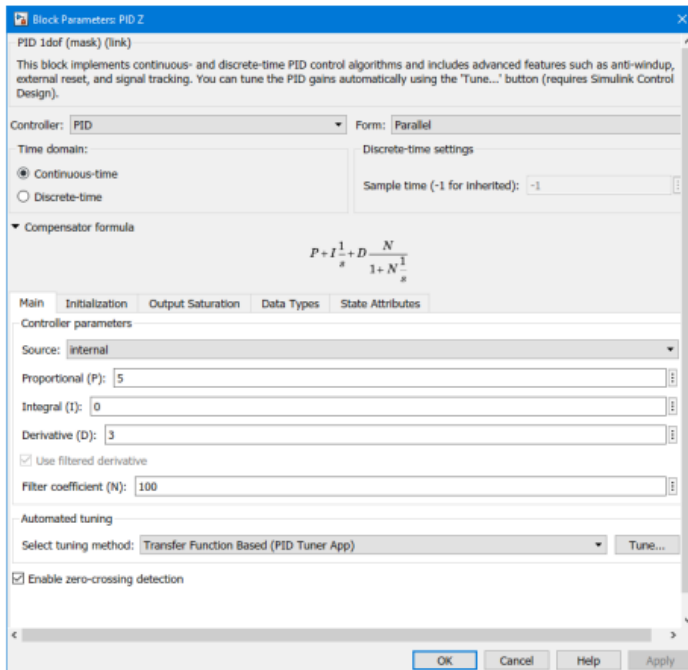 Block Parameters: PID Z
PID 1dof (mask) (link)
This block implements continuous- and discrete-time PID control algorithms and includes advanced features such as anti-windup,
external reset, and signal tracking. You can tune the PID gains automatically using the 'Tune...' button (requires Simulink Control
Design).
Controller: PID Form: Parallel
Time domain: Discrete-time settings
Continuous-time
Sample time (-1 for inherited): -1
Discrete-time
Compensator formula
P + I 1/s + D N/(1 + N 1/s)
Main Initialization Output Saturation Data Types State Attributes
Controller parameters
Source: internal
Proportional (P): 5
Integral (I): 0
Derivative (D): 3
Use filtered derivative
Filter coefficient (N): 100
Automated tuning
Select tuning method: Transfer Function Based (PID Tuner App) Tune...
Enable zero-crossing detection
OK Cancel Help Apply